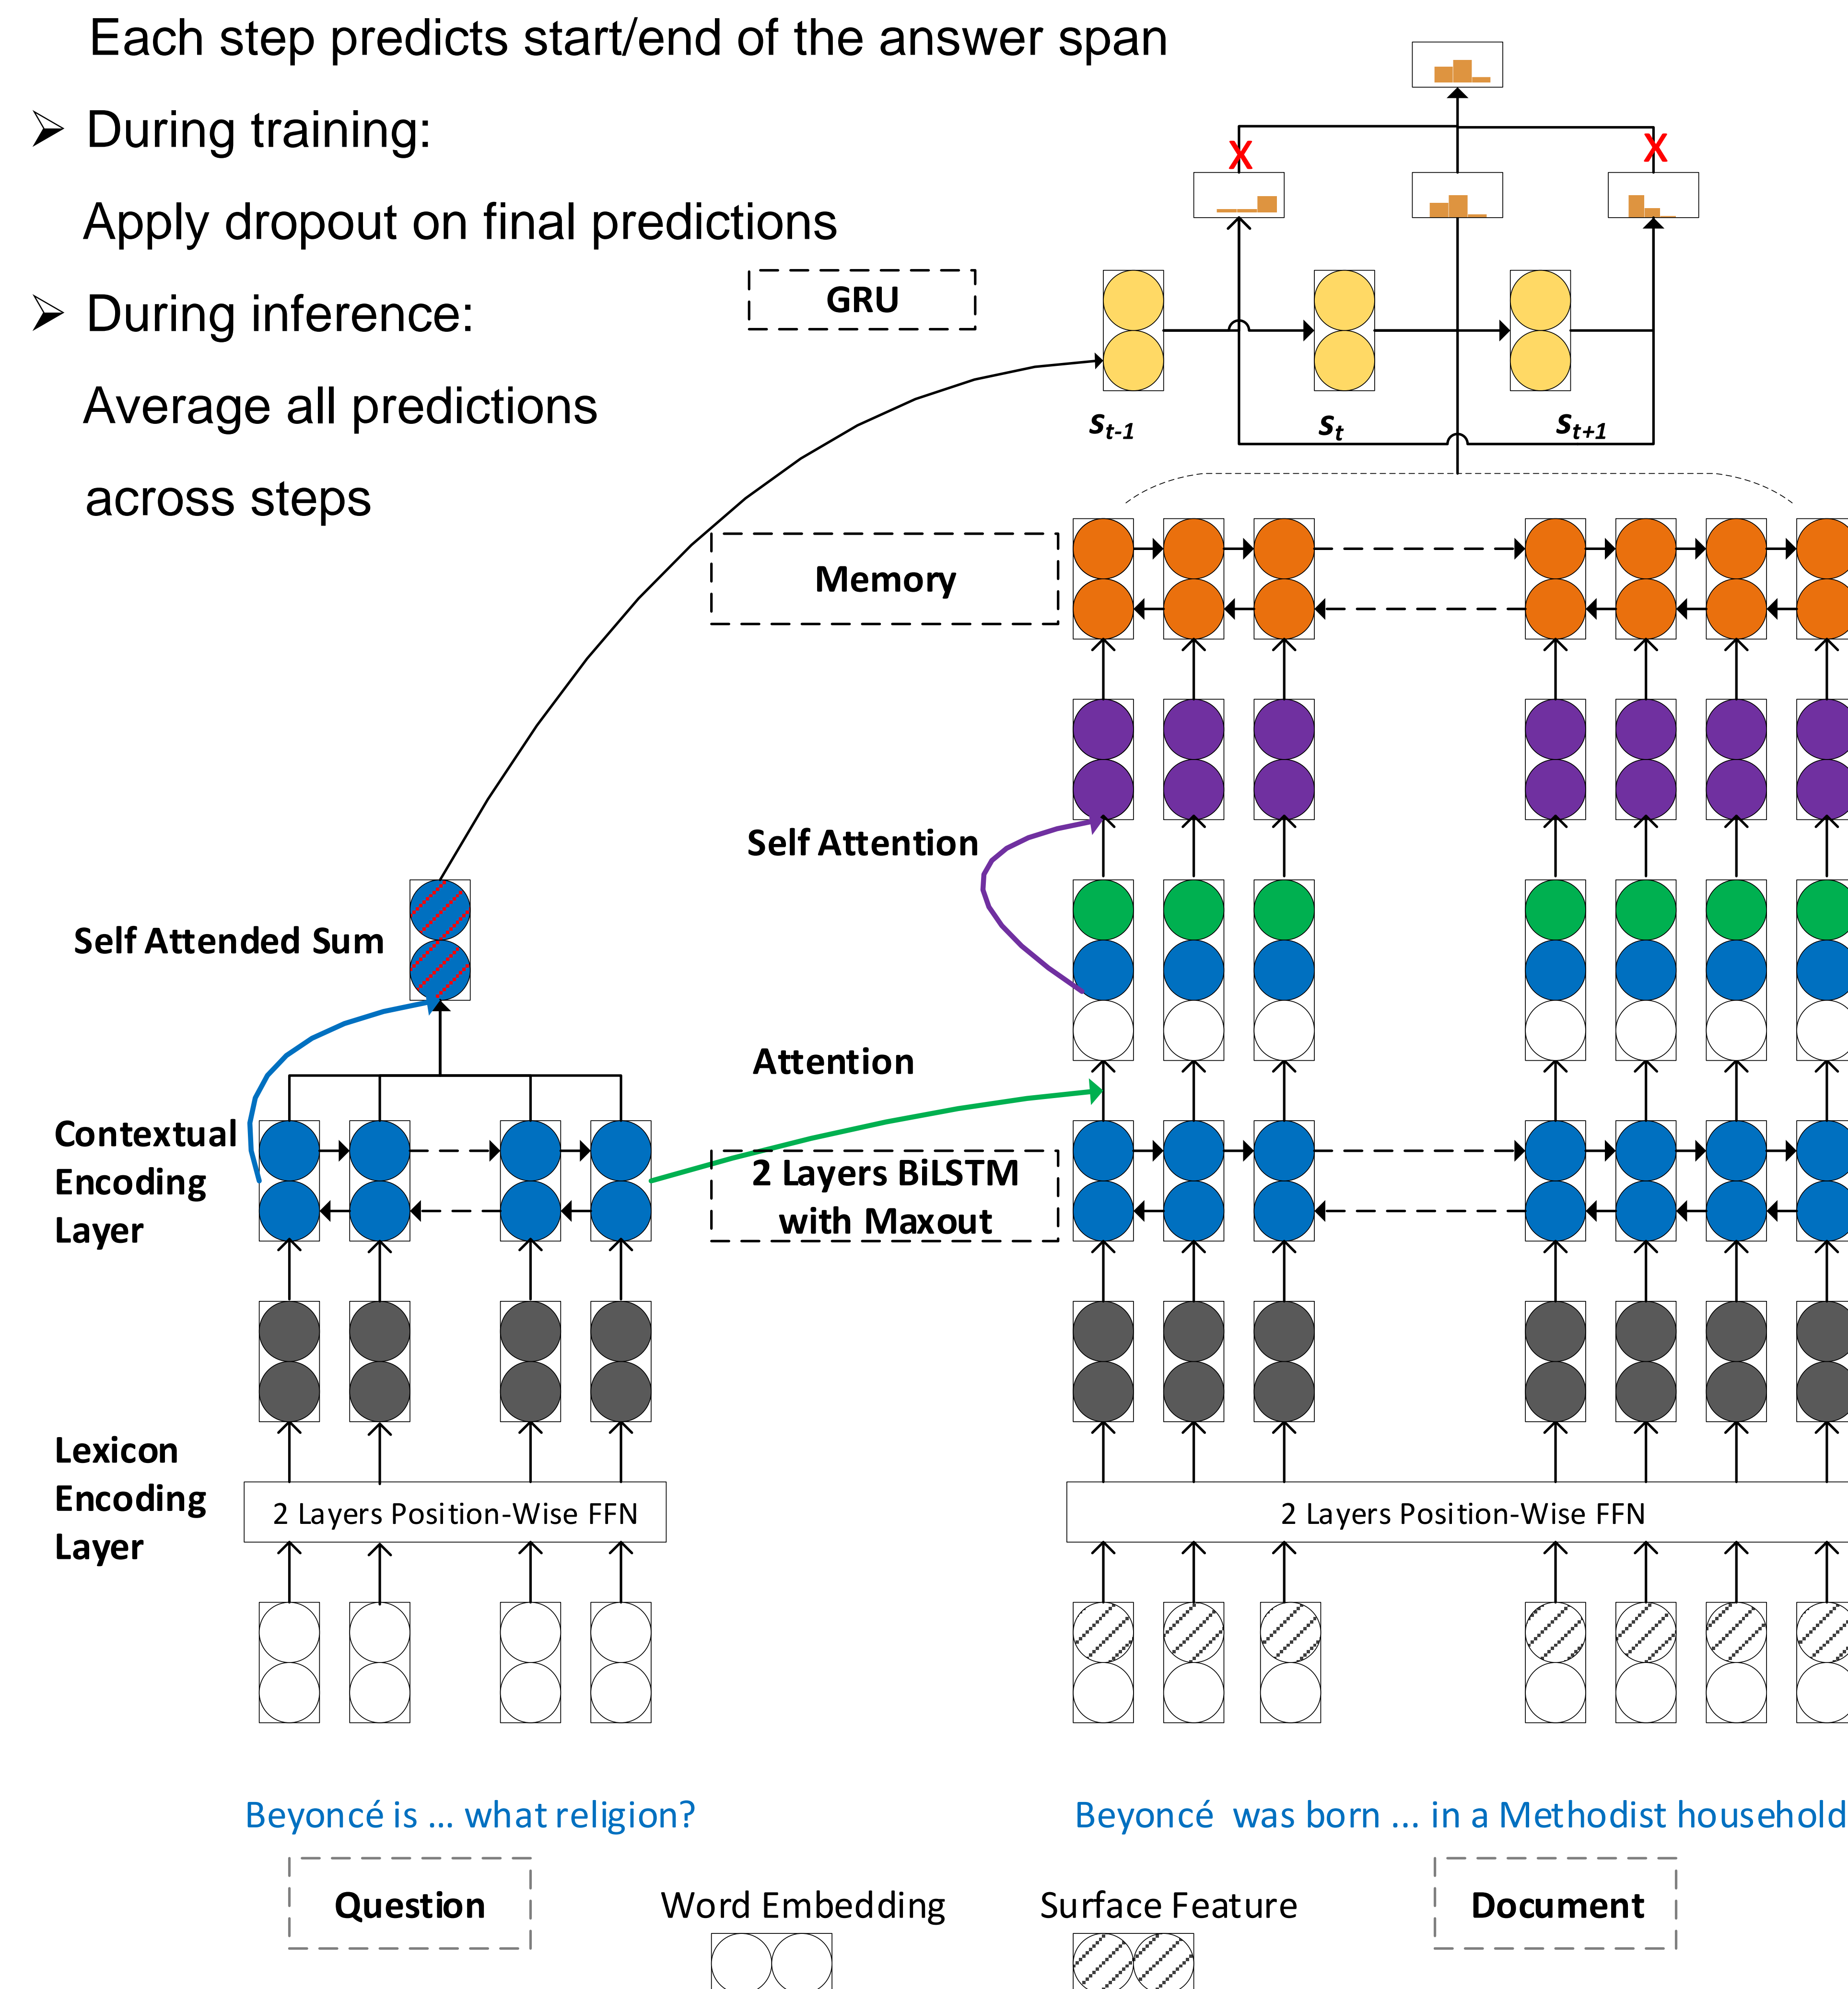 Each step predicts start/end of the answer span
➢ During training:
Apply dropout on final predictions
➢ During inference:
Average all predictions
across steps
X
X
GRU
s_{t-1}
s_t
s_{t+1}
Memory
Self Attention
Self Attended Sum
Attention
Contextual
Encoding
Layer
2 Layers BiLSTM
with Maxout
Lexicon
Encoding
Layer
2 Layers Position-Wise FFN
2 Layers Position-Wise FFN
Beyoncé is ... what religion?
Beyoncé was born ... in a Methodist household
Question
Word Embedding
Surface Feature
Document